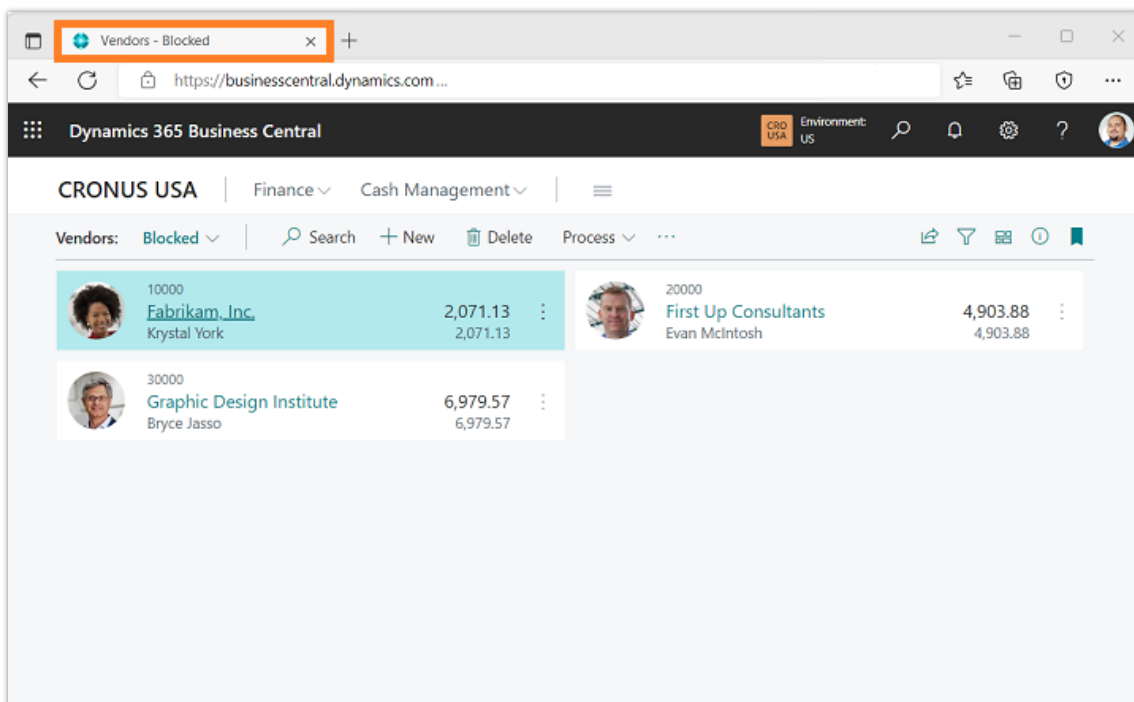 Vendors - Blocked
https://businesscentral.dynamics.com ...
Dynamics 365 Business Central
CRO
USA
Environment:
US
?
CRONUS USA
Finance
Cash Management
Vendors: Blocked
Search
New
Delete
Process
10000
Fabrikam, Inc. 2,071.13
Krystal York 2,071.13
20000
First Up Consultants 4,903.88
Evan McIntosh 4,903.88
30000
Graphic Design Institute 6,979.57
Bryce Jasso 6,979.57